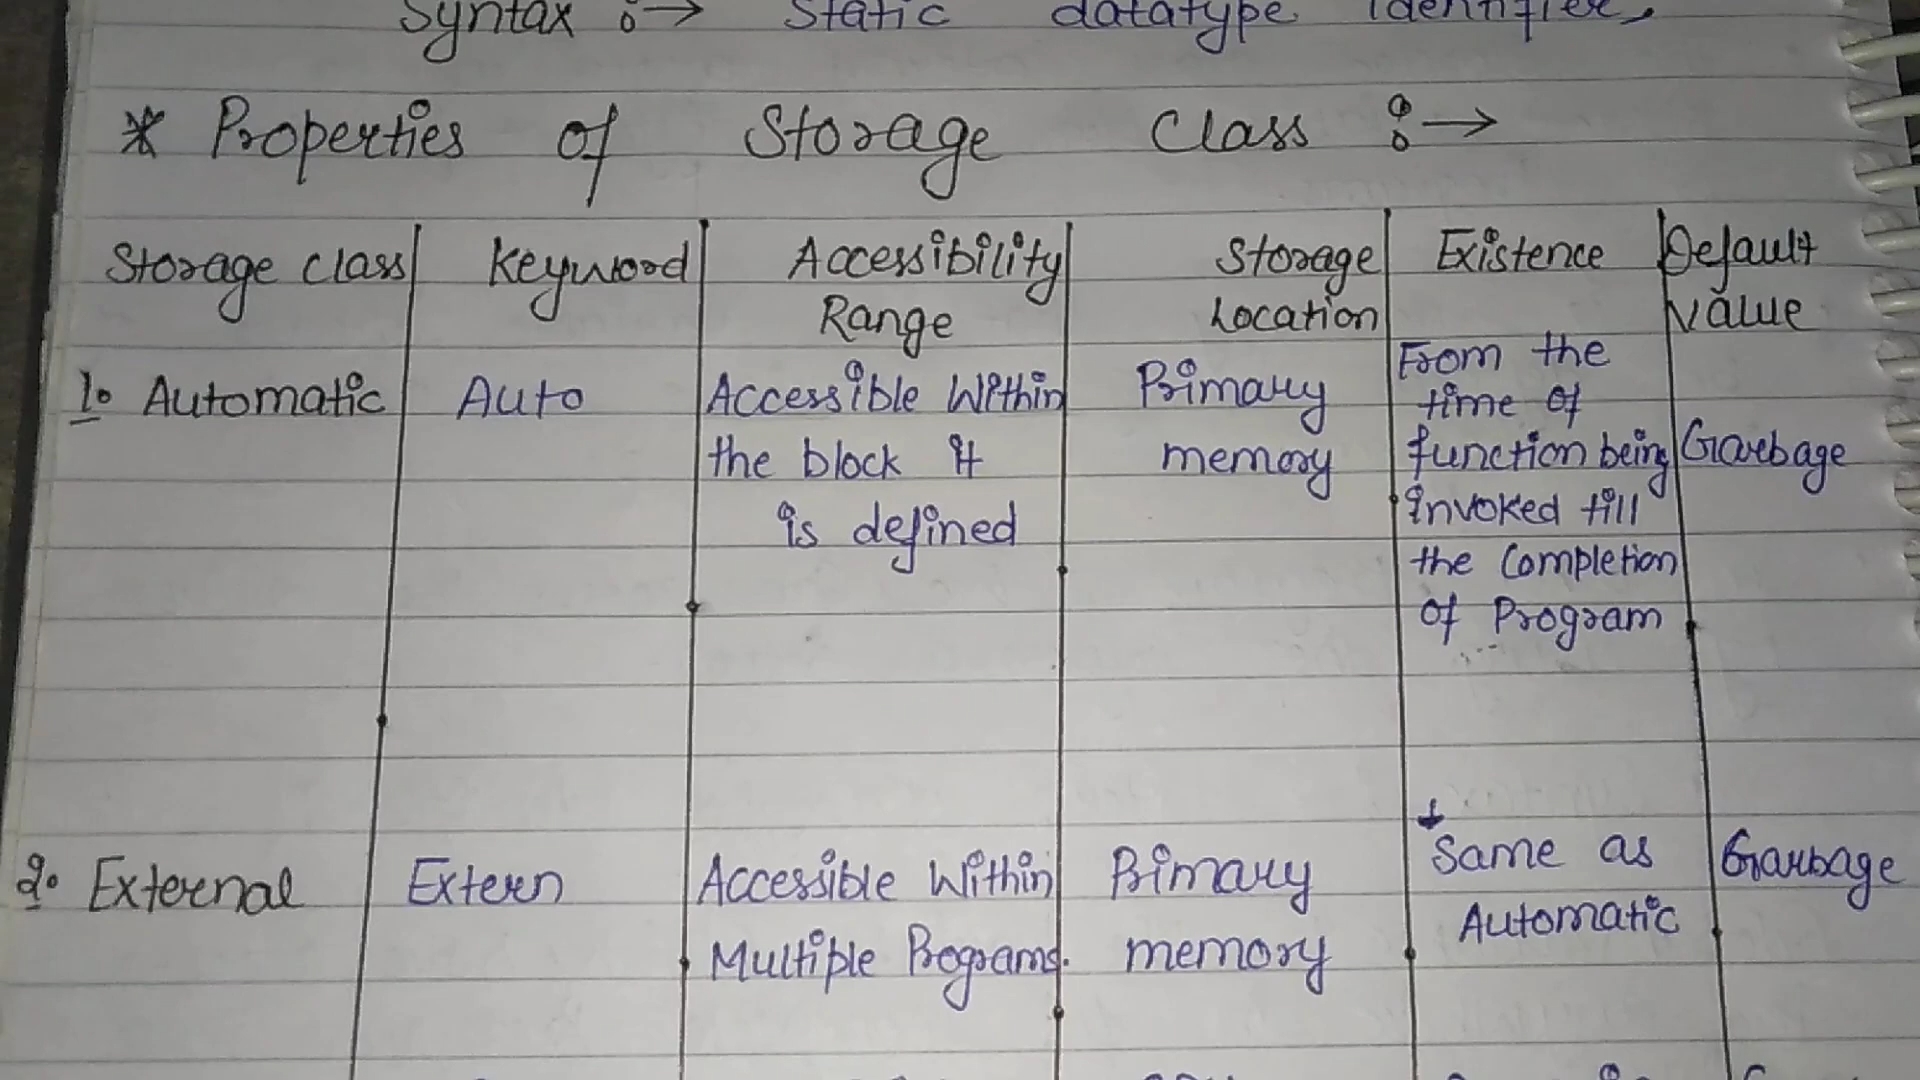 Syntax :→ Static datatype identifier,
* Properties of Storage Class :→
Storage class | Keyword | Accessibility Range | Storage Location | Existence | Default value
1. Automatic | Auto | Accessible Within the block it is defined | Primary memory | From the time of function being invoked till the Completion of Program | Garbage
2. External | Extern | Accessible Within Multiple Programs. | Primary memory | Same as Automatic | Garbage